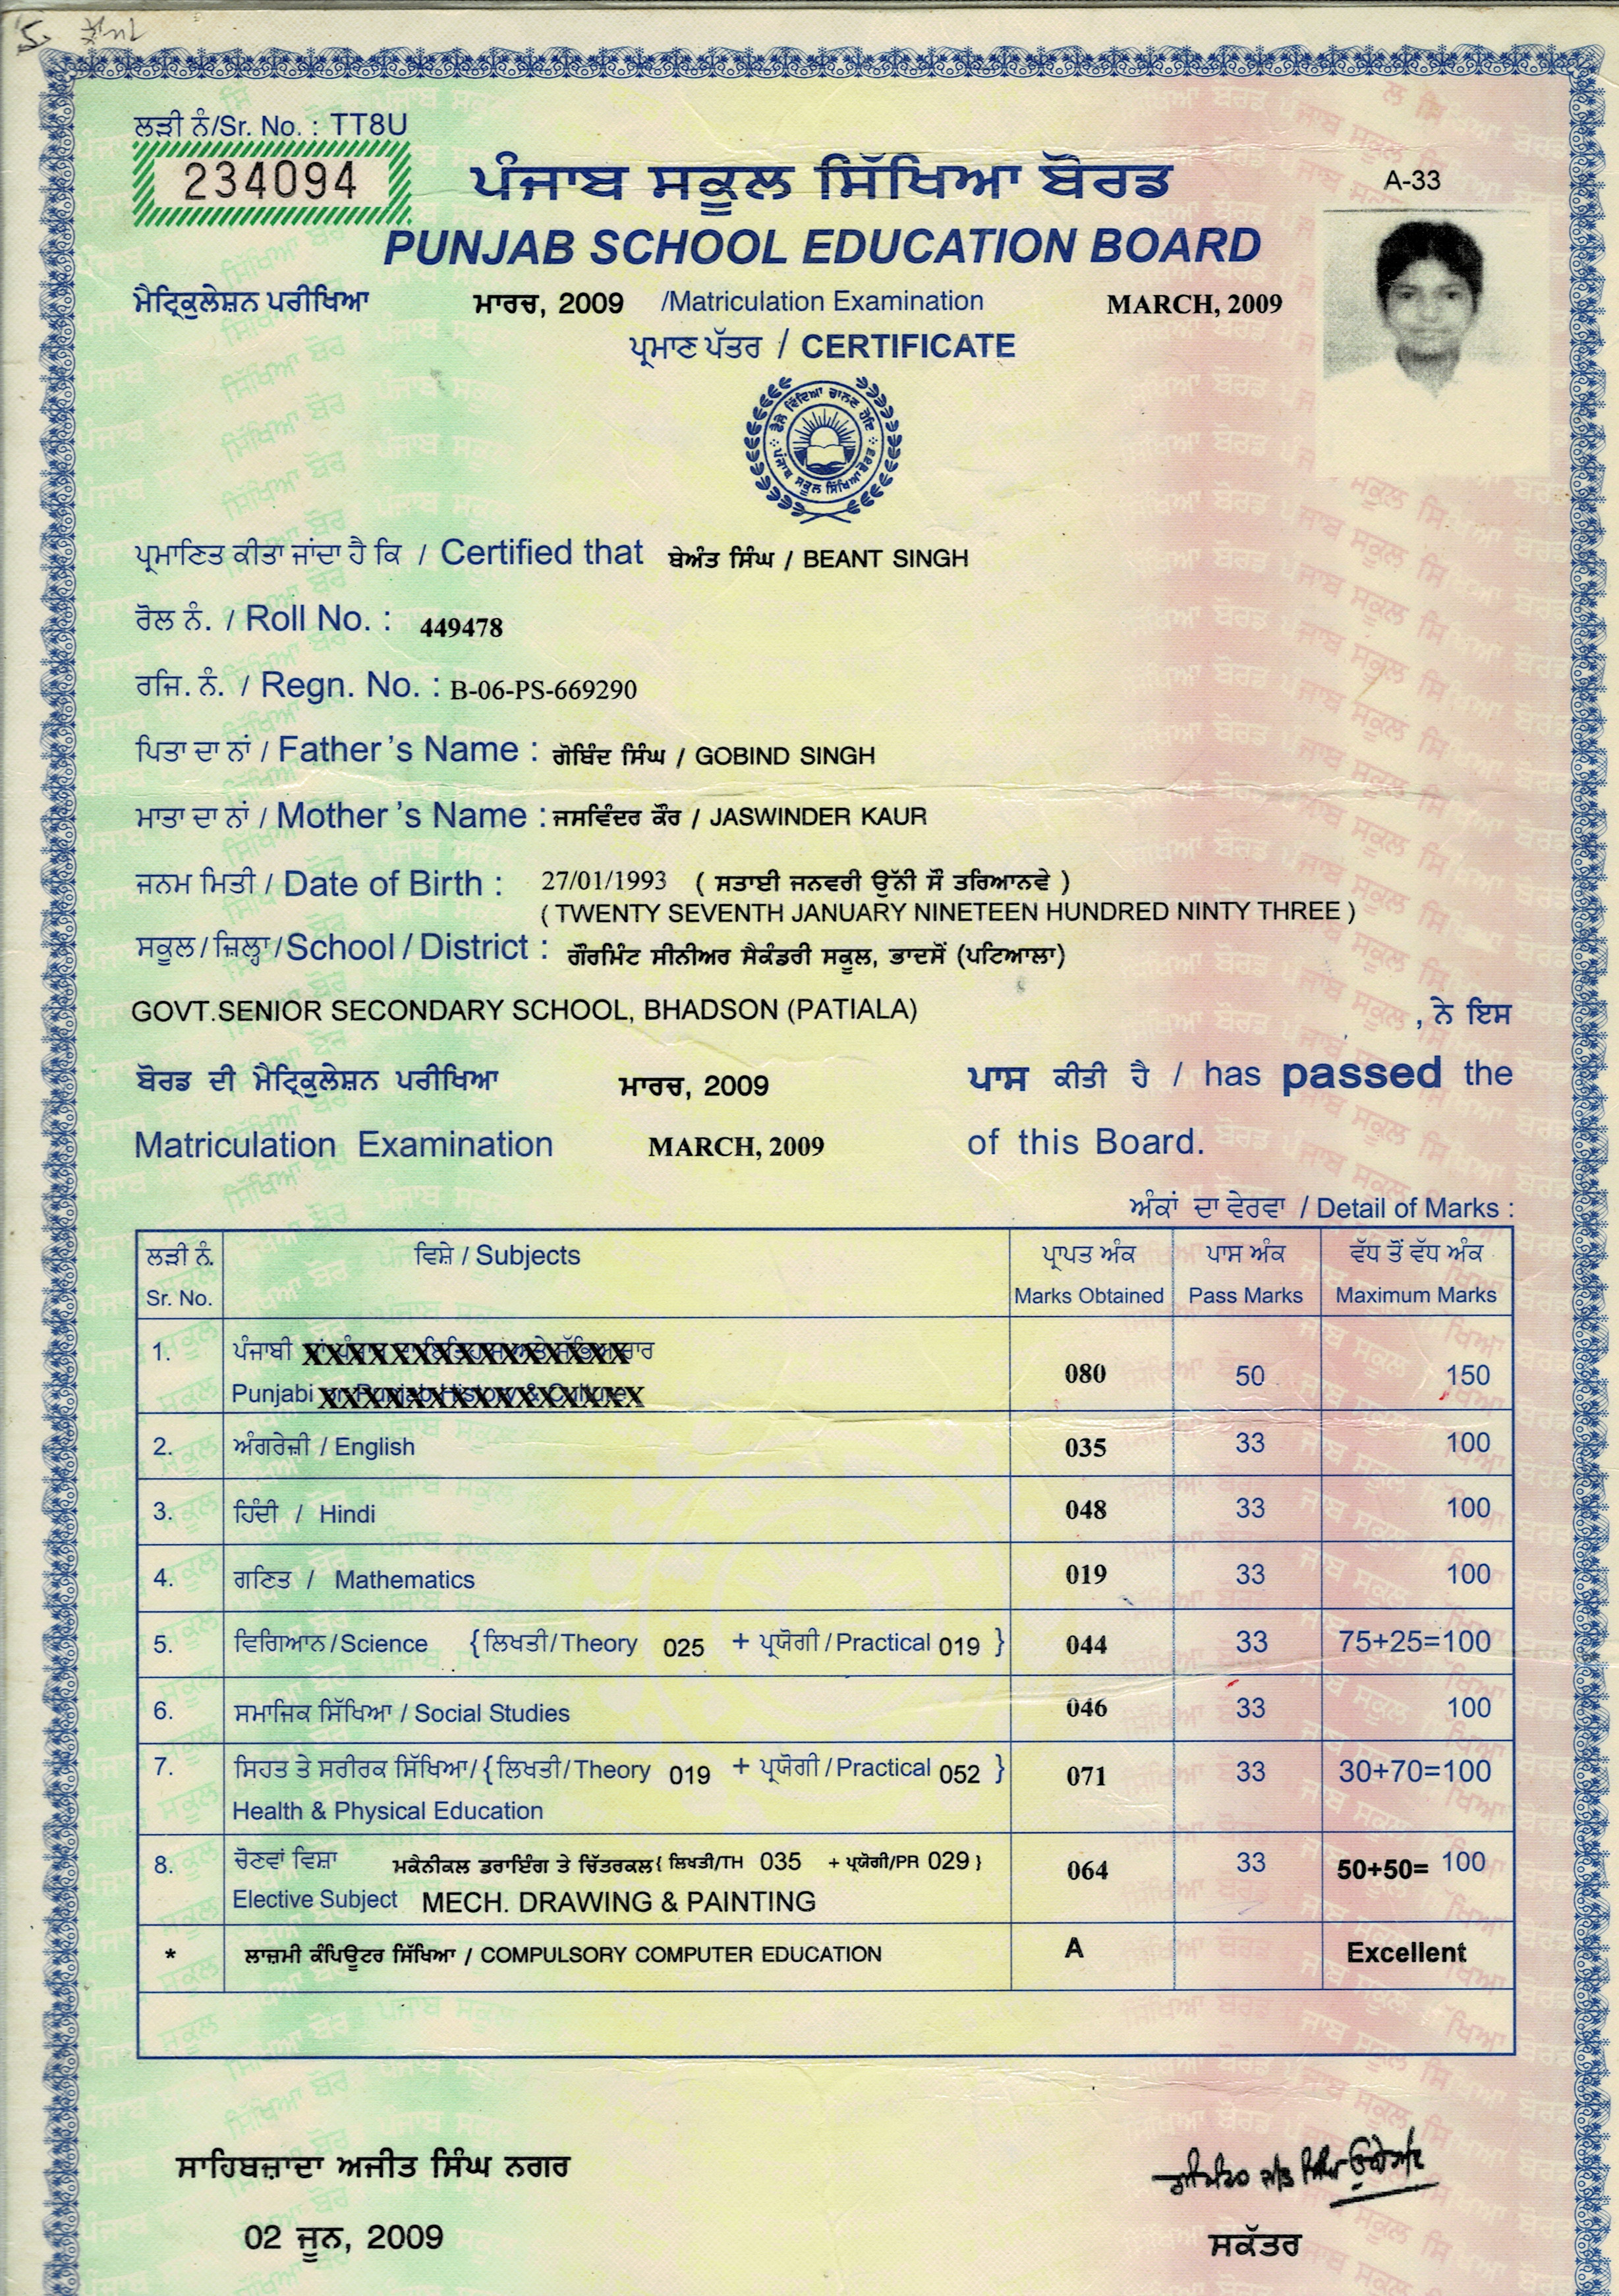 ਲੜੀ ਨੰ/Sr. No. : TT8U
234094
A-33
ਪੰਜਾਬ ਸਕੂਲ ਸਿੱਖਿਆ ਬੋਰਡ
PUNJAB SCHOOL EDUCATION BOARD
ਮੈਟ੍ਰਿਕੁਲੇਸ਼ਨ ਪਰੀਖਿਆ ਮਾਰਚ, 2009 /Matriculation Examination MARCH, 2009
ਪ੍ਰਮਾਣ ਪੱਤਰ / CERTIFICATE
ਪੰਜਾਬ ਸਕੂਲ ਸਿੱਖਿਆ ਬੋਰਡ
ਪ੍ਰਮਾਣਿਤ ਕੀਤਾ ਜਾਂਦਾ ਹੈ ਕਿ / Certified that ਬੇਅੰਤ ਸਿੰਘ / BEANT SINGH
ਰੋਲ ਨੰ. / Roll No. : 449478
ਰਜਿ. ਨੰ. / Regn. No. : B-06-PS-669290
ਪਿਤਾ ਦਾ ਨਾਂ / Father 's Name : ਗੋਬਿੰਦ ਸਿੰਘ / GOBIND SINGH
ਮਾਤਾ ਦਾ ਨਾਂ / Mother 's Name : ਜਸਵਿੰਦਰ ਕੌਰ / JASWINDER KAUR
ਜਨਮ ਮਿਤੀ / Date of Birth : 27/01/1993 ( ਸਤਾਈ ਜਨਵਰੀ ਉੱਨੀ ਸੌ ਤਰਿਆਨਵੇ )
( TWENTY SEVENTH JANUARY NINETEEN HUNDRED NINTY THREE )
ਸਕੂਲ/ਜ਼ਿਲ੍ਹਾ/School/District : ਗੌਰਮਿੰਟ ਸੀਨੀਅਰ ਸੈਕੰਡਰੀ ਸਕੂਲ, ਭਾਦਸੋਂ (ਪਟਿਆਲਾ)
GOVT.SENIOR SECONDARY SCHOOL, BHADSON (PATIALA) , ਨੇ ਇਸ
ਬੋਰਡ ਦੀ ਮੈਟ੍ਰਿਕੁਲੇਸ਼ਨ ਪਰੀਖਿਆ ਮਾਰਚ, 2009 ਪਾਸ ਕੀਤੀ ਹੈ / has passed the
Matriculation Examination MARCH, 2009 of this Board.
ਅੰਕਾਂ ਦਾ ਵੇਰਵਾ / Detail of Marks :
ਲੜੀ ਨੰ. ਵਿਸ਼ੇ / Subjects ਪ੍ਰਾਪਤ ਅੰਕ ਪਾਸ ਅੰਕ ਵੱਧ ਤੋਂ ਵੱਧ ਅੰਕ
Sr. No. Marks Obtained Pass Marks Maximum Marks
1. ਪੰਜਾਬੀ
Punjabi 080 50 150
2. ਅੰਗਰੇਜ਼ੀ / English 035 33 100
3. ਹਿੰਦੀ / Hindi 048 33 100
4. ਗਣਿਤ / Mathematics 019 33 100
5. ਵਿਗਿਆਨ/Science {ਲਿਖਤੀ/Theory 025 + ਪ੍ਰਯੋਗੀ/Practical 019 } 044 33 75+25=100
6. ਸਮਾਜਿਕ ਸਿੱਖਿਆ / Social Studies 046 33 100
7. ਸਿਹਤ ਤੇ ਸਰੀਰਕ ਸਿੱਖਿਆ/{ਲਿਖਤੀ/Theory 019 + ਪ੍ਰਯੋਗੀ/Practical 052 } 071 33 30+70=100
Health & Physical Education
8. ਚੋਣਵਾਂ ਵਿਸ਼ਾ ਮਕੈਨੀਕਲ ਡਰਾਇੰਗ ਤੇ ਚਿੱਤਰਕਲਾ{ ਲਿਖਤੀ/TH 035 + ਪ੍ਰਯੋਗੀ/PR 029 } 064 33 50+50= 100
Elective Subject MECH. DRAWING & PAINTING
* ਲਾਜ਼ਮੀ ਕੰਪਿਊਟਰ ਸਿੱਖਿਆ / COMPULSORY COMPUTER EDUCATION A Excellent
ਸਾਹਿਬਜ਼ਾਦਾ ਅਜੀਤ ਸਿੰਘ ਨਗਰ
02 ਜੂਨ, 2009
ਸਕੱਤਰ